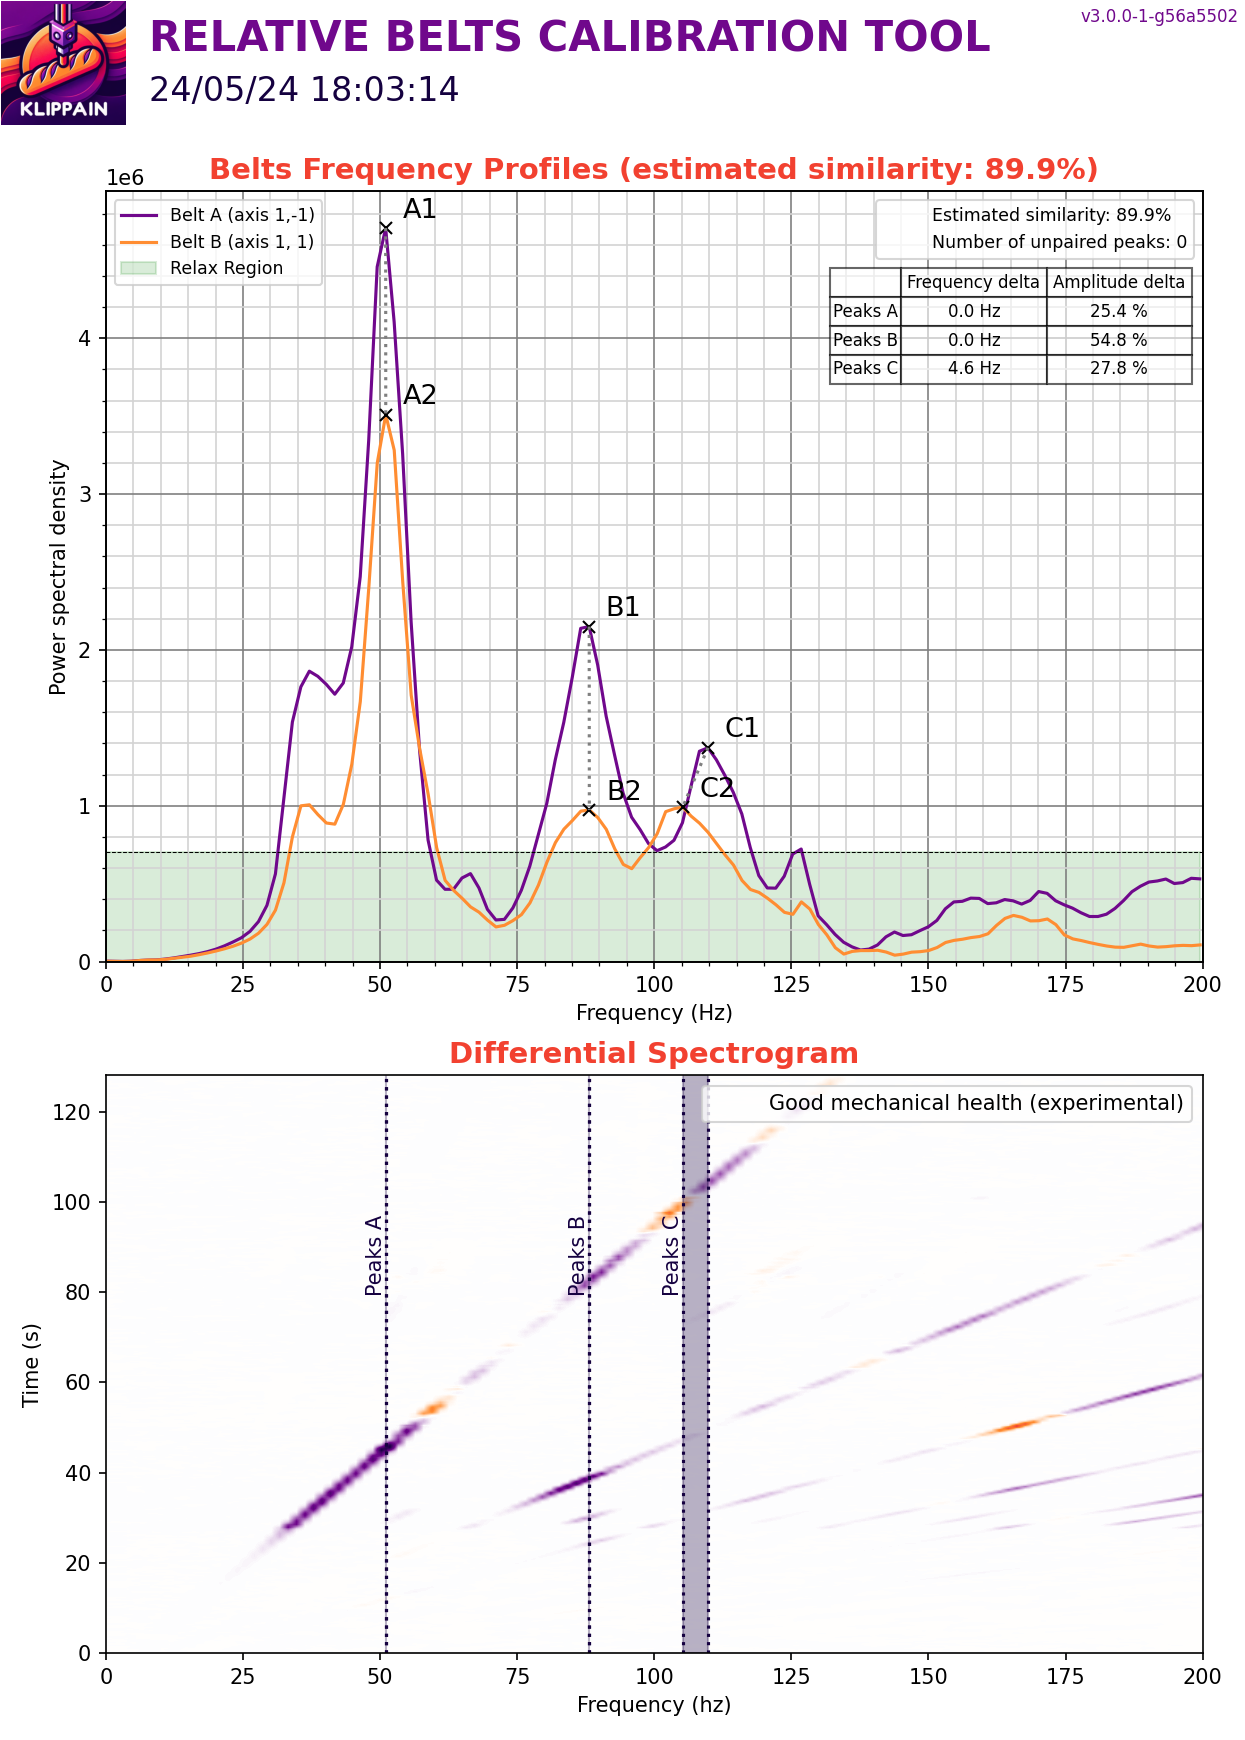 v3.0.0-1-g56a5502
RELATIVE BELTS CALIBRATION TOOL
24/05/24 18:03:14
KLIPPAIN
Belts Frequency Profiles (estimated similarity: 89.9%)
1e6
Belt A (axis 1,-1)
Belt B (axis 1, 1)
Relax Region
A1
A2
B1
B2
C1
C2
Estimated similarity: 89.9%
Number of unpaired peaks: 0
Frequency delta Amplitude delta
Peaks A 0.0 Hz 25.4 %
Peaks B 0.0 Hz 54.8 %
Peaks C 4.6 Hz 27.8 %
Power spectral density
4
3
2
1
0
0 25 50 75 100 125 150 175 200
Frequency (Hz)
Differential Spectrogram
Good mechanical health (experimental)
Peaks A
Peaks B
Peaks C
Time (s)
120
100
80
60
40
20
0
0 25 50 75 100 125 150 175 200
Frequency (hz)